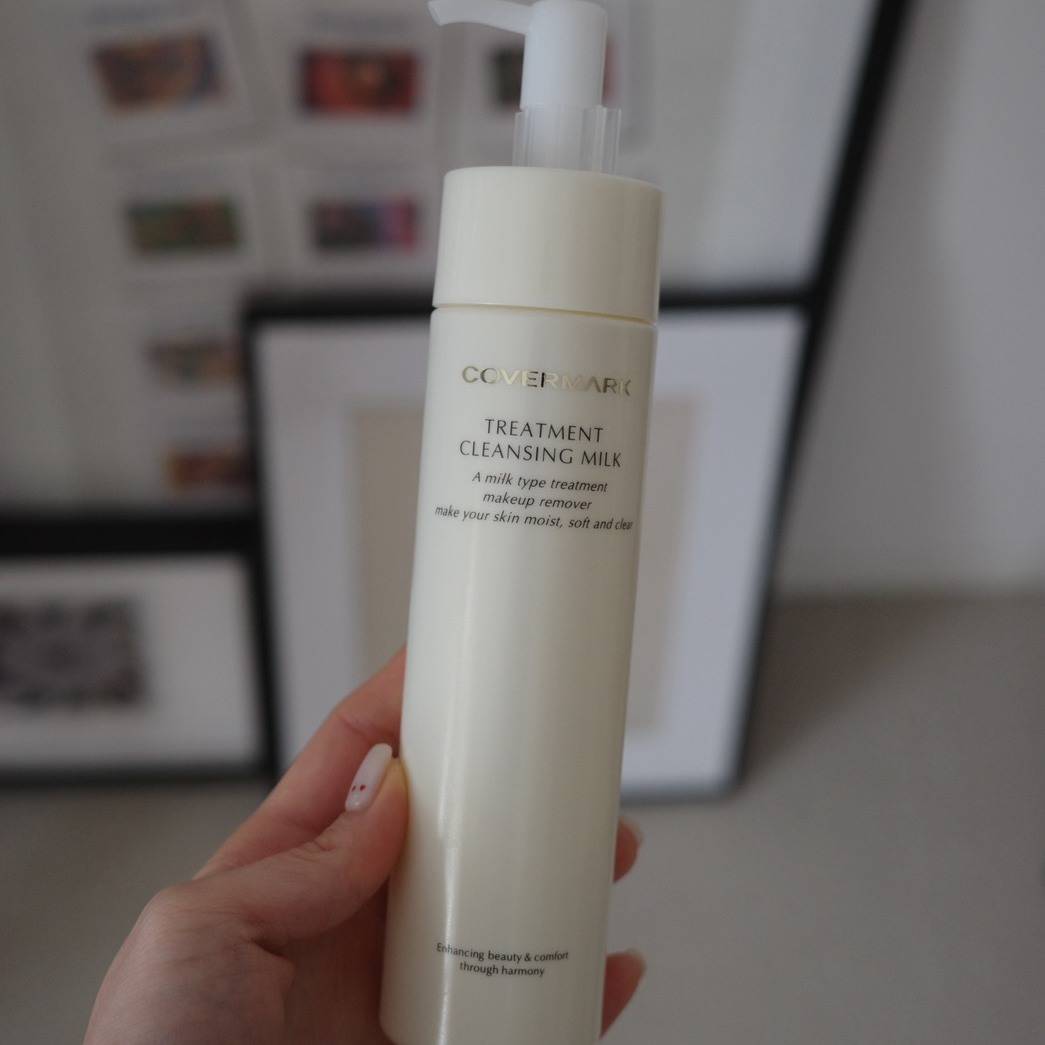 COVERMARK
TREATMENT
CLEANSING MILK
A milk type treatment
makeup remover
make your skin moist, soft and clear
Enhancing beauty & comfort
through harmony